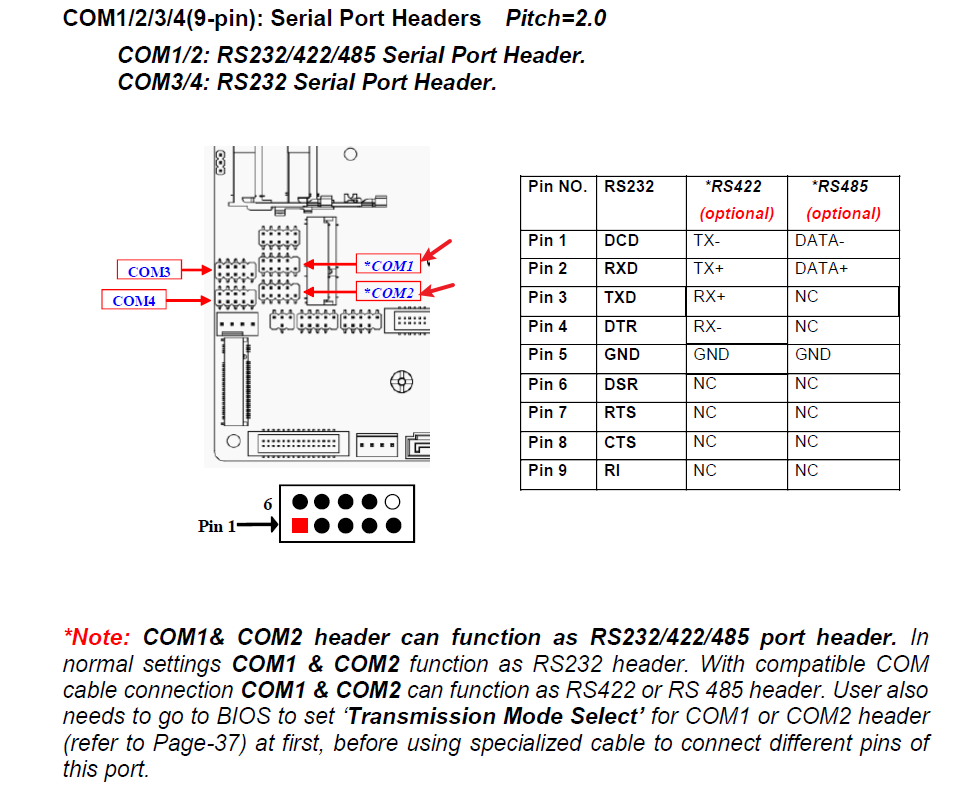 COM1/2/3/4(9-pin): Serial Port Headers Pitch=2.0
COM1/2: RS232/422/485 Serial Port Header.
COM3/4: RS232 Serial Port Header.
*COM1
COM3
*COM2
COM4
6
Pin 1
Pin NO. RS232 *RS422 (optional) *RS485 (optional)
Pin 1 DCD TX- DATA-
Pin 2 RXD TX+ DATA+
Pin 3 TXD RX+ NC
Pin 4 DTR RX- NC
Pin 5 GND GND GND
Pin 6 DSR NC NC
Pin 7 RTS NC NC
Pin 8 CTS NC NC
Pin 9 RI NC NC
*Note: COM1& COM2 header can function as RS232/422/485 port header. In
normal settings COM1 & COM2 function as RS232 header. With compatible COM
cable connection COM1 & COM2 can function as RS422 or RS 485 header. User also
needs to go to BIOS to set ‘Transmission Mode Select’ for COM1 or COM2 header
(refer to Page-37) at first, before using specialized cable to connect different pins of
this port.